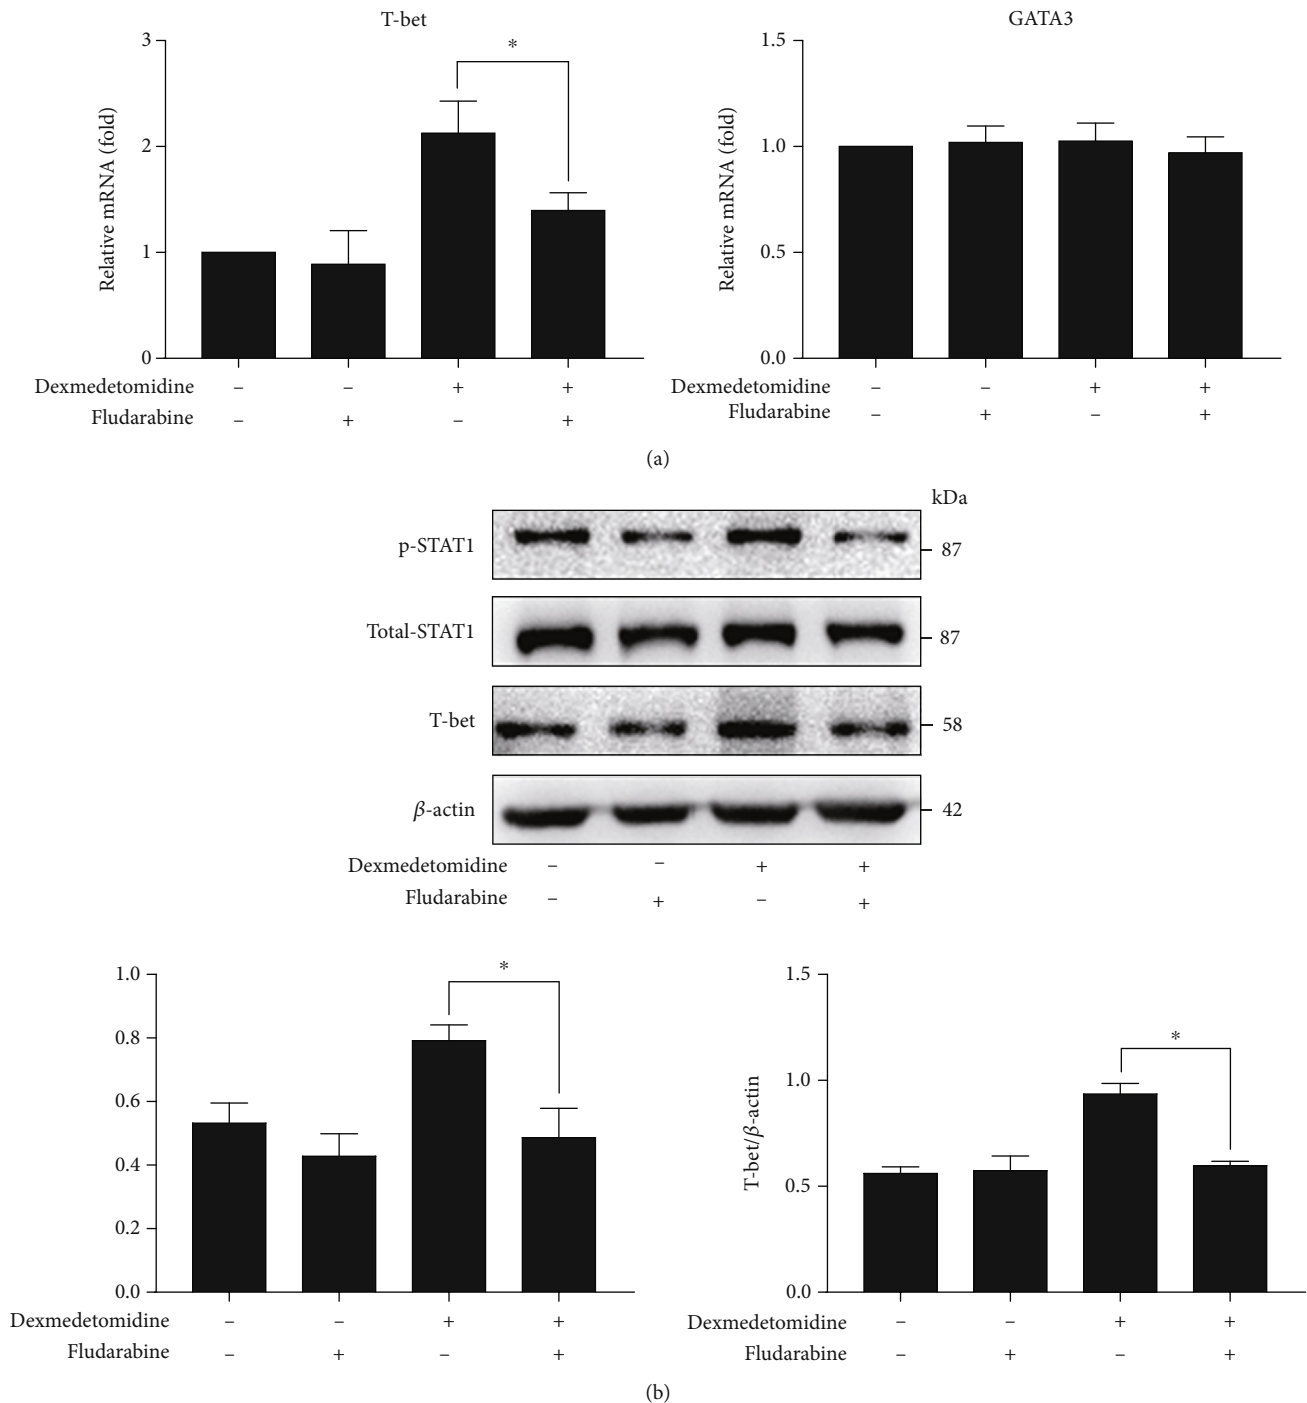 T-bet
GATA3
3
2
1
0
Relative mRNA (fold)
*
Dexmedetomidine – – + +
Fludarabine – + – +
1.5
1.0
0.5
0.0
Relative mRNA (fold)
Dexmedetomidine – – + +
Fludarabine – + – +
(a)
kDa
p-STAT1 87
Total-STAT1 87
T-bet 58
β-actin 42
Dexmedetomidine – – + +
Fludarabine – + – +
1.0
0.8
0.6
0.4
0.2
0.0
*
Dexmedetomidine – – + +
Fludarabine – + – +
1.5
1.0
0.5
0.0
T-bet/β-actin
*
Dexmedetomidine – – + +
Fludarabine – + – +
(b)